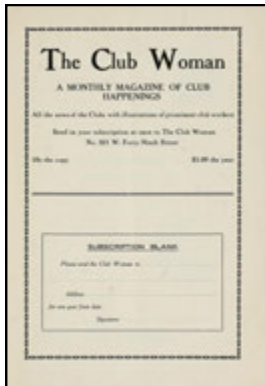 The Club Woman
A MONTHLY MAGAZINE OF CLUB
HAPPENINGS
All the news of the Clubs with illustrations of prominent club workers
Send in your subscription at once to The Club Woman
No. W. Forty Ninth Street
10c the copy $1.00 the year
SUBSCRIPTION BLANK
Please send the Club Woman to
Address
for one year from date.
Signature